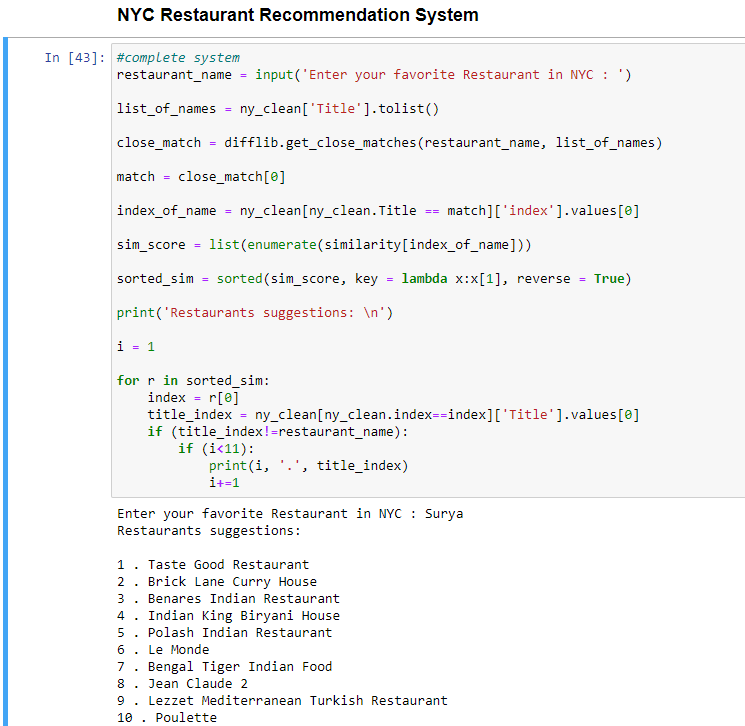 NYC Restaurant Recommendation System
In [43]: #complete system
restaurant_name = input('Enter your favorite Restaurant in NYC : ')
list_of_names = ny_clean['Title'].tolist()
close_match = difflib.get_close_matches(restaurant_name, list_of_names)
match = close_match[0]
index_of_name = ny_clean[ny_clean.Title == match]['index'].values[0]
sim_score = list(enumerate(similarity[index_of_name]))
sorted_sim = sorted(sim_score, key = lambda x:x[1], reverse = True)
print('Restaurants suggestions: \n')
i = 1
for r in sorted_sim:
    index = r[0]
    title_index = ny_clean[ny_clean.index==index]['Title'].values[0]
    if (title_index!=restaurant_name):
        if (i<11):
            print(i, '.', title_index)
            i+=1
Enter your favorite Restaurant in NYC : Surya
Restaurants suggestions:
1 . Taste Good Restaurant
2 . Brick Lane Curry House
3 . Benares Indian Restaurant
4 . Indian King Biryani House
5 . Polash Indian Restaurant
6 . Le Monde
7 . Bengal Tiger Indian Food
8 . Jean Claude 2
9 . Lezzet Mediterranean Turkish Restaurant
10 . Poulette